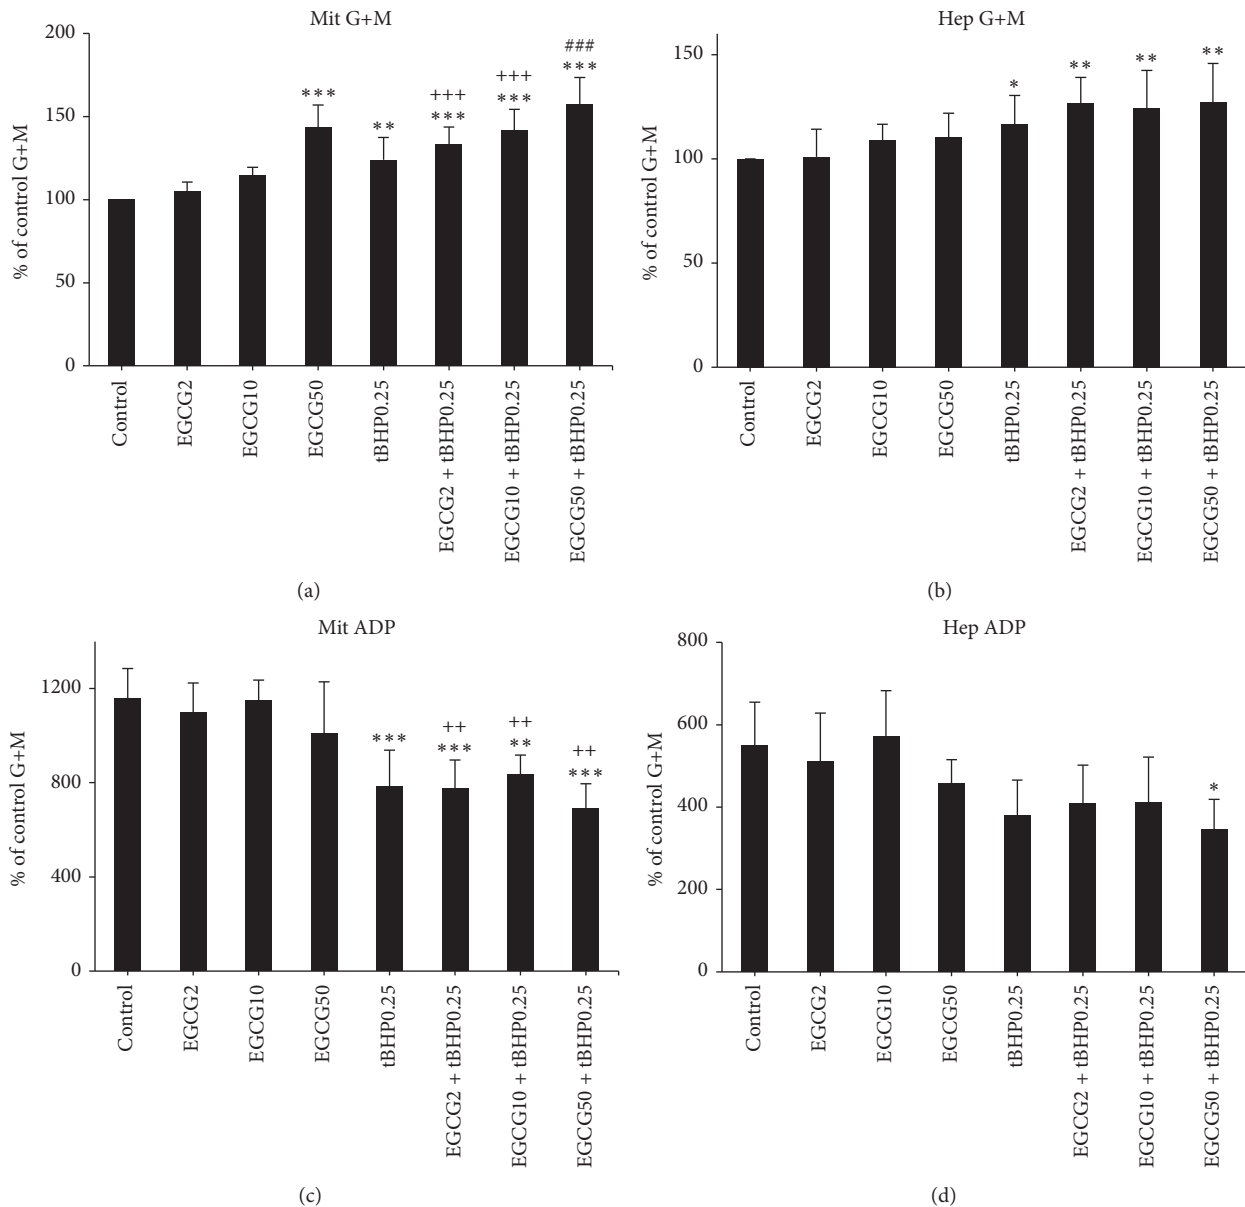 Mit G+M
% of control G+M
200
150
100
50
0
***
**
+++
***
+++
***
###
***
Control
EGCG2
EGCG10
EGCG50
tBHP0.25
EGCG2 + tBHP0.25
EGCG10 + tBHP0.25
EGCG50 + tBHP0.25
(a)
Hep G+M
% of control G+M
150
100
50
0
*
**
**
**
Control
EGCG2
EGCG10
EGCG50
tBHP0.25
EGCG2 + tBHP0.25
EGCG10 + tBHP0.25
EGCG50 + tBHP0.25
(b)
Mit ADP
% of control G+M
1200
800
400
0
***
++
***
++
**
++
***
Control
EGCG2
EGCG10
EGCG50
tBHP0.25
EGCG2 + tBHP0.25
EGCG10 + tBHP0.25
EGCG50 + tBHP0.25
(c)
Hep ADP
% of control G+M
800
600
400
200
0
*
Control
EGCG2
EGCG10
EGCG50
tBHP0.25
EGCG2 + tBHP0.25
EGCG10 + tBHP0.25
EGCG50 + tBHP0.25
(d)